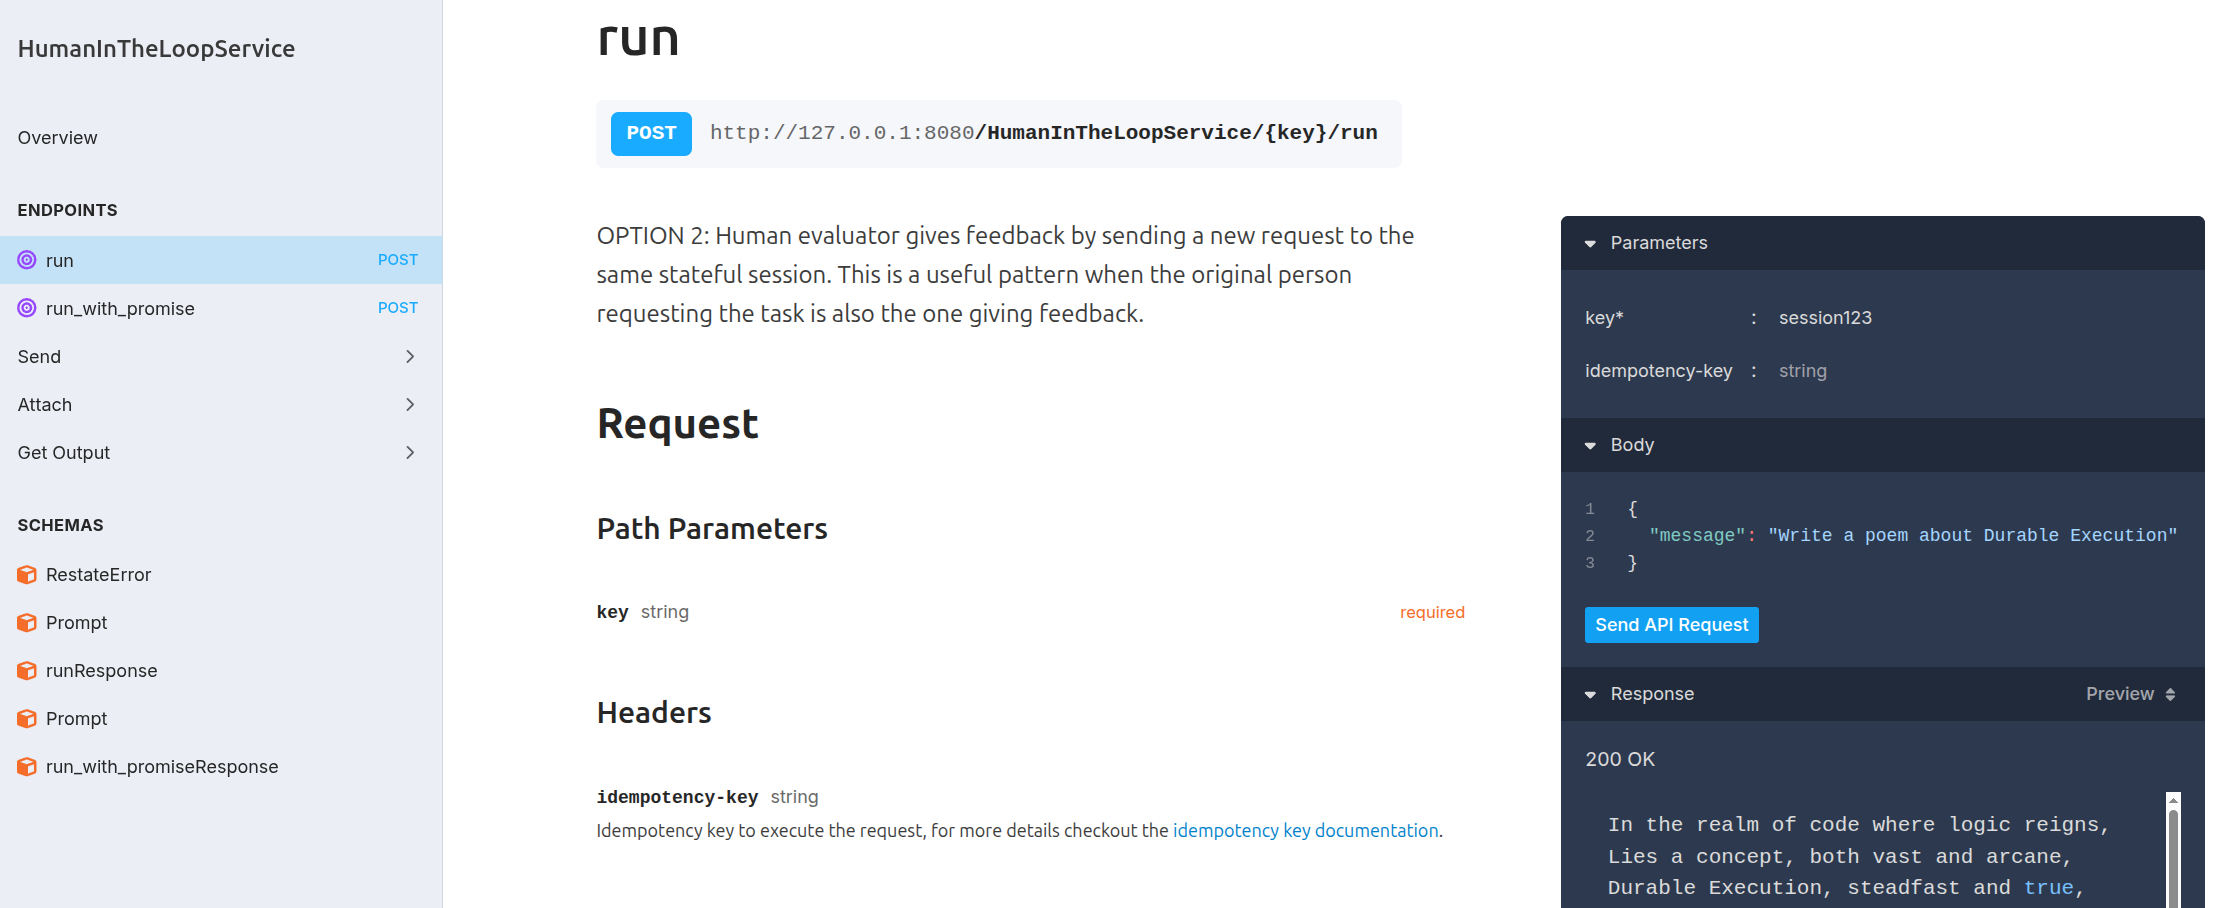 HumanInTheLoopService
Overview
ENDPOINTS
run POST
run_with_promise POST
Send
Attach
Get Output
SCHEMAS
RestateError
Prompt
runResponse
Prompt
run_with_promiseResponse
run
POST http://127.0.0.1:8080/HumanInTheLoopService/{key}/run
OPTION 2: Human evaluator gives feedback by sending a new request to the
same stateful session. This is a useful pattern when the original person
requesting the task is also the one giving feedback.
Request
Path Parameters
key string required
Headers
idempotency-key string
Idempotency key to execute the request, for more details checkout the idempotency key documentation.
Parameters
key* : session123
idempotency-key : string
Body
1 {
2 "message": "Write a poem about Durable Execution"
3 }
Send API Request
Response Preview
200 OK
In the realm of code where logic reigns,
Lies a concept, both vast and arcane,
Durable Execution, steadfast and true,